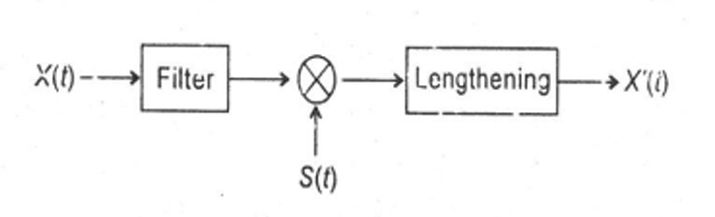 X(t)
Filter
Lengthening
X'(t)
S(t)